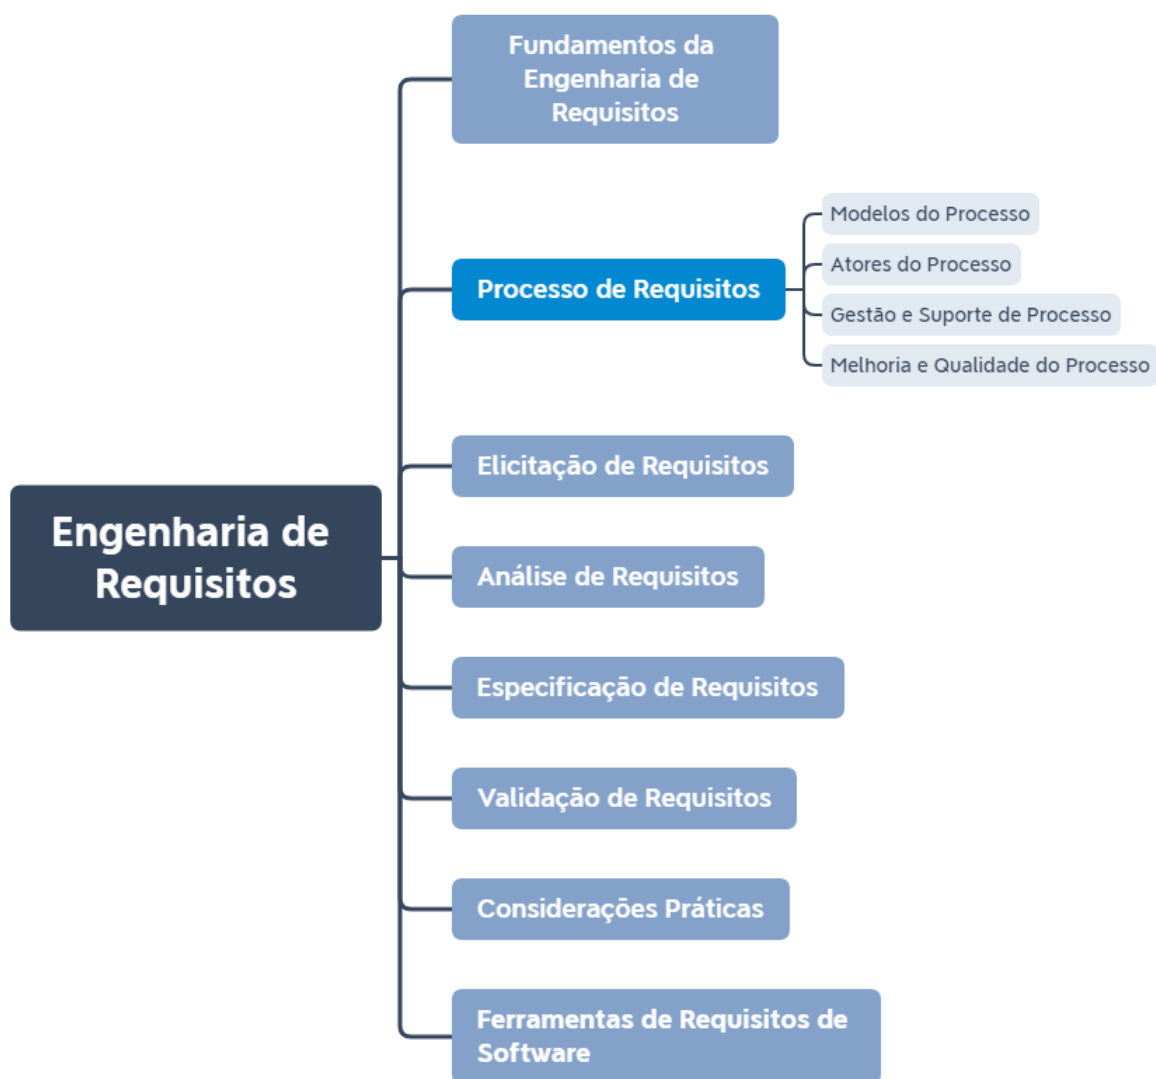 Fundamentos da
Engenharia de
Requisitos
Processo de Requisitos
Modelos do Processo
Atores do Processo
Gestão e Suporte de Processo
Melhoria e Qualidade do Processo
Elicitação de Requisitos
Engenharia de
Requisitos
Análise de Requisitos
Especificação de Requisitos
Validação de Requisitos
Considerações Práticas
Ferramentas de Requisitos de
Software